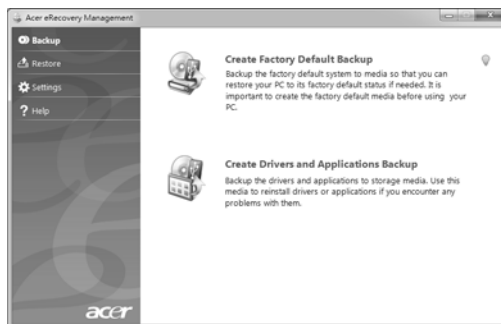 Acer eRecovery Management
Backup
Restore
Settings
Help
Create Factory Default Backup
Backup the factory default system to media so that you can
restore your PC to its factory default status if needed. It is
important to create the factory default media before using your
PC.
Create Drivers and Applications Backup
Backup the drivers and applications to storage media. Use this
media to reinstall drivers or applications if you encounter any
problems with them.
acer